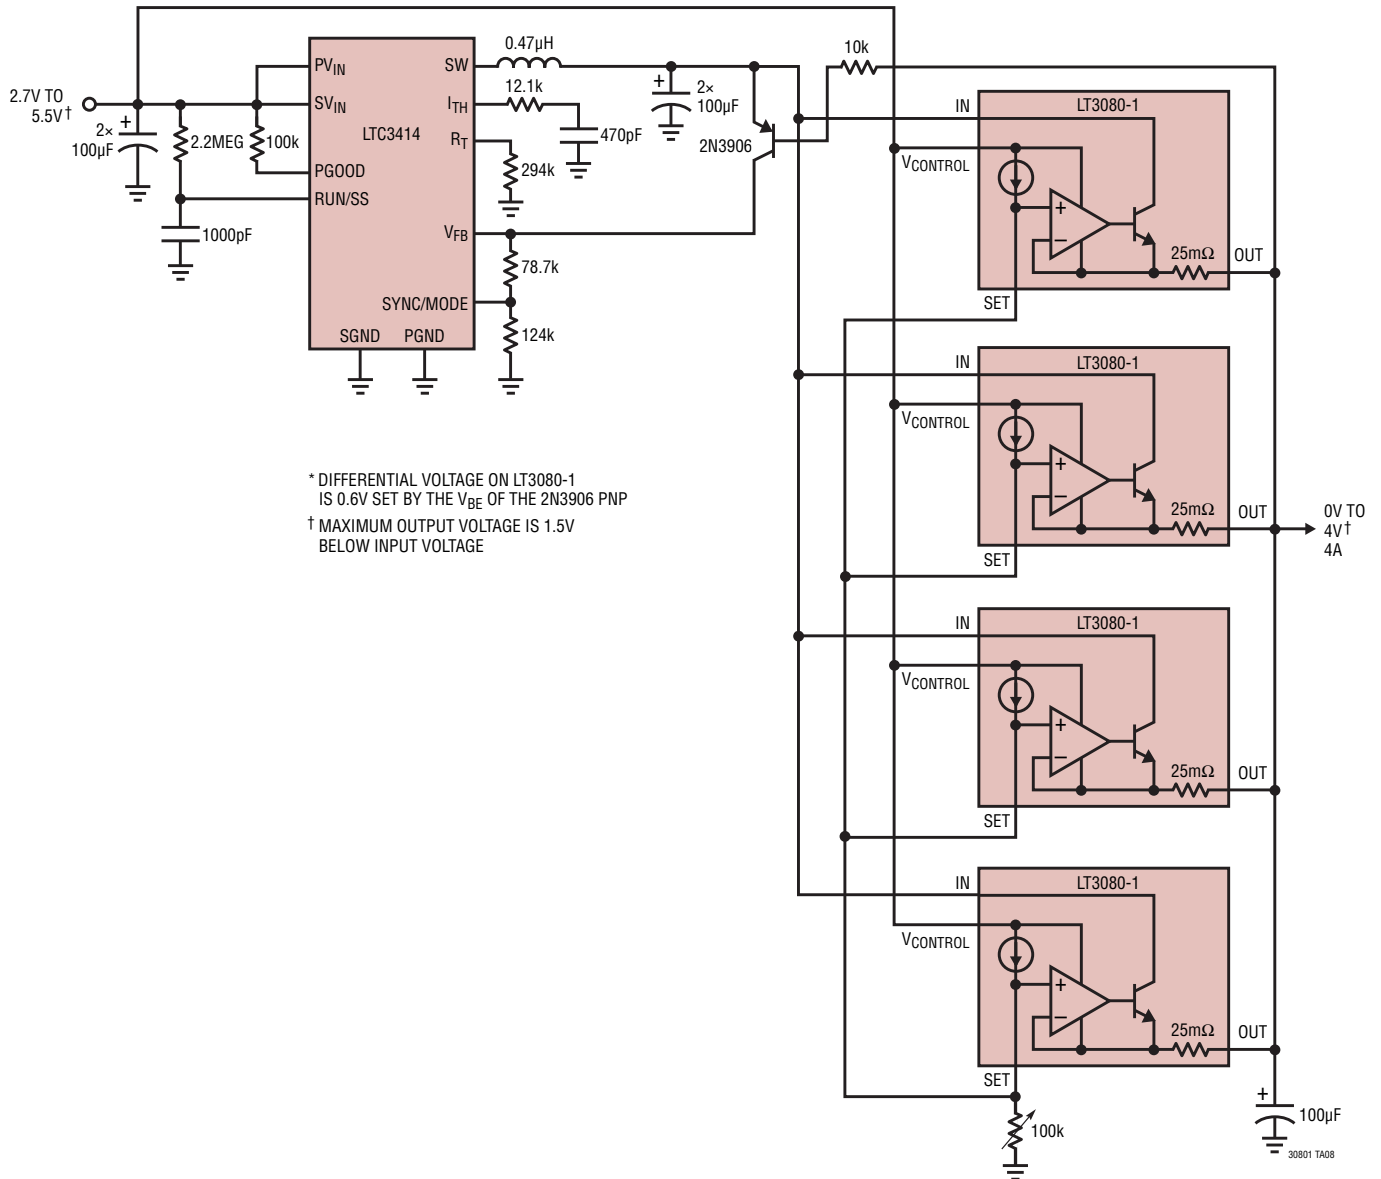 2.7V TO
5.5V†
2×
100µF
2.2MEG
100k
1000pF
PVIN
SVIN
PGOOD
RUN/SS
LTC3414
SW
ITH
RT
VFB
SYNC/MODE
SGND
PGND
0.47µH
12.1k
470pF
294k
78.7k
124k
+
2×
100µF
2N3906
10k
IN
LT3080-1
VCONTROL
+
–
25mΩ
OUT
SET
IN
LT3080-1
VCONTROL
+
–
25mΩ
OUT
SET
0V TO
4V†
4A
IN
LT3080-1
VCONTROL
+
–
25mΩ
OUT
SET
IN
LT3080-1
VCONTROL
+
–
25mΩ
OUT
SET
100k
+
100µF
30801 TA08
+
* DIFFERENTIAL VOLTAGE ON LT3080-1
IS 0.6V SET BY THE VBE OF THE 2N3906 PNP
† MAXIMUM OUTPUT VOLTAGE IS 1.5V
BELOW INPUT VOLTAGE